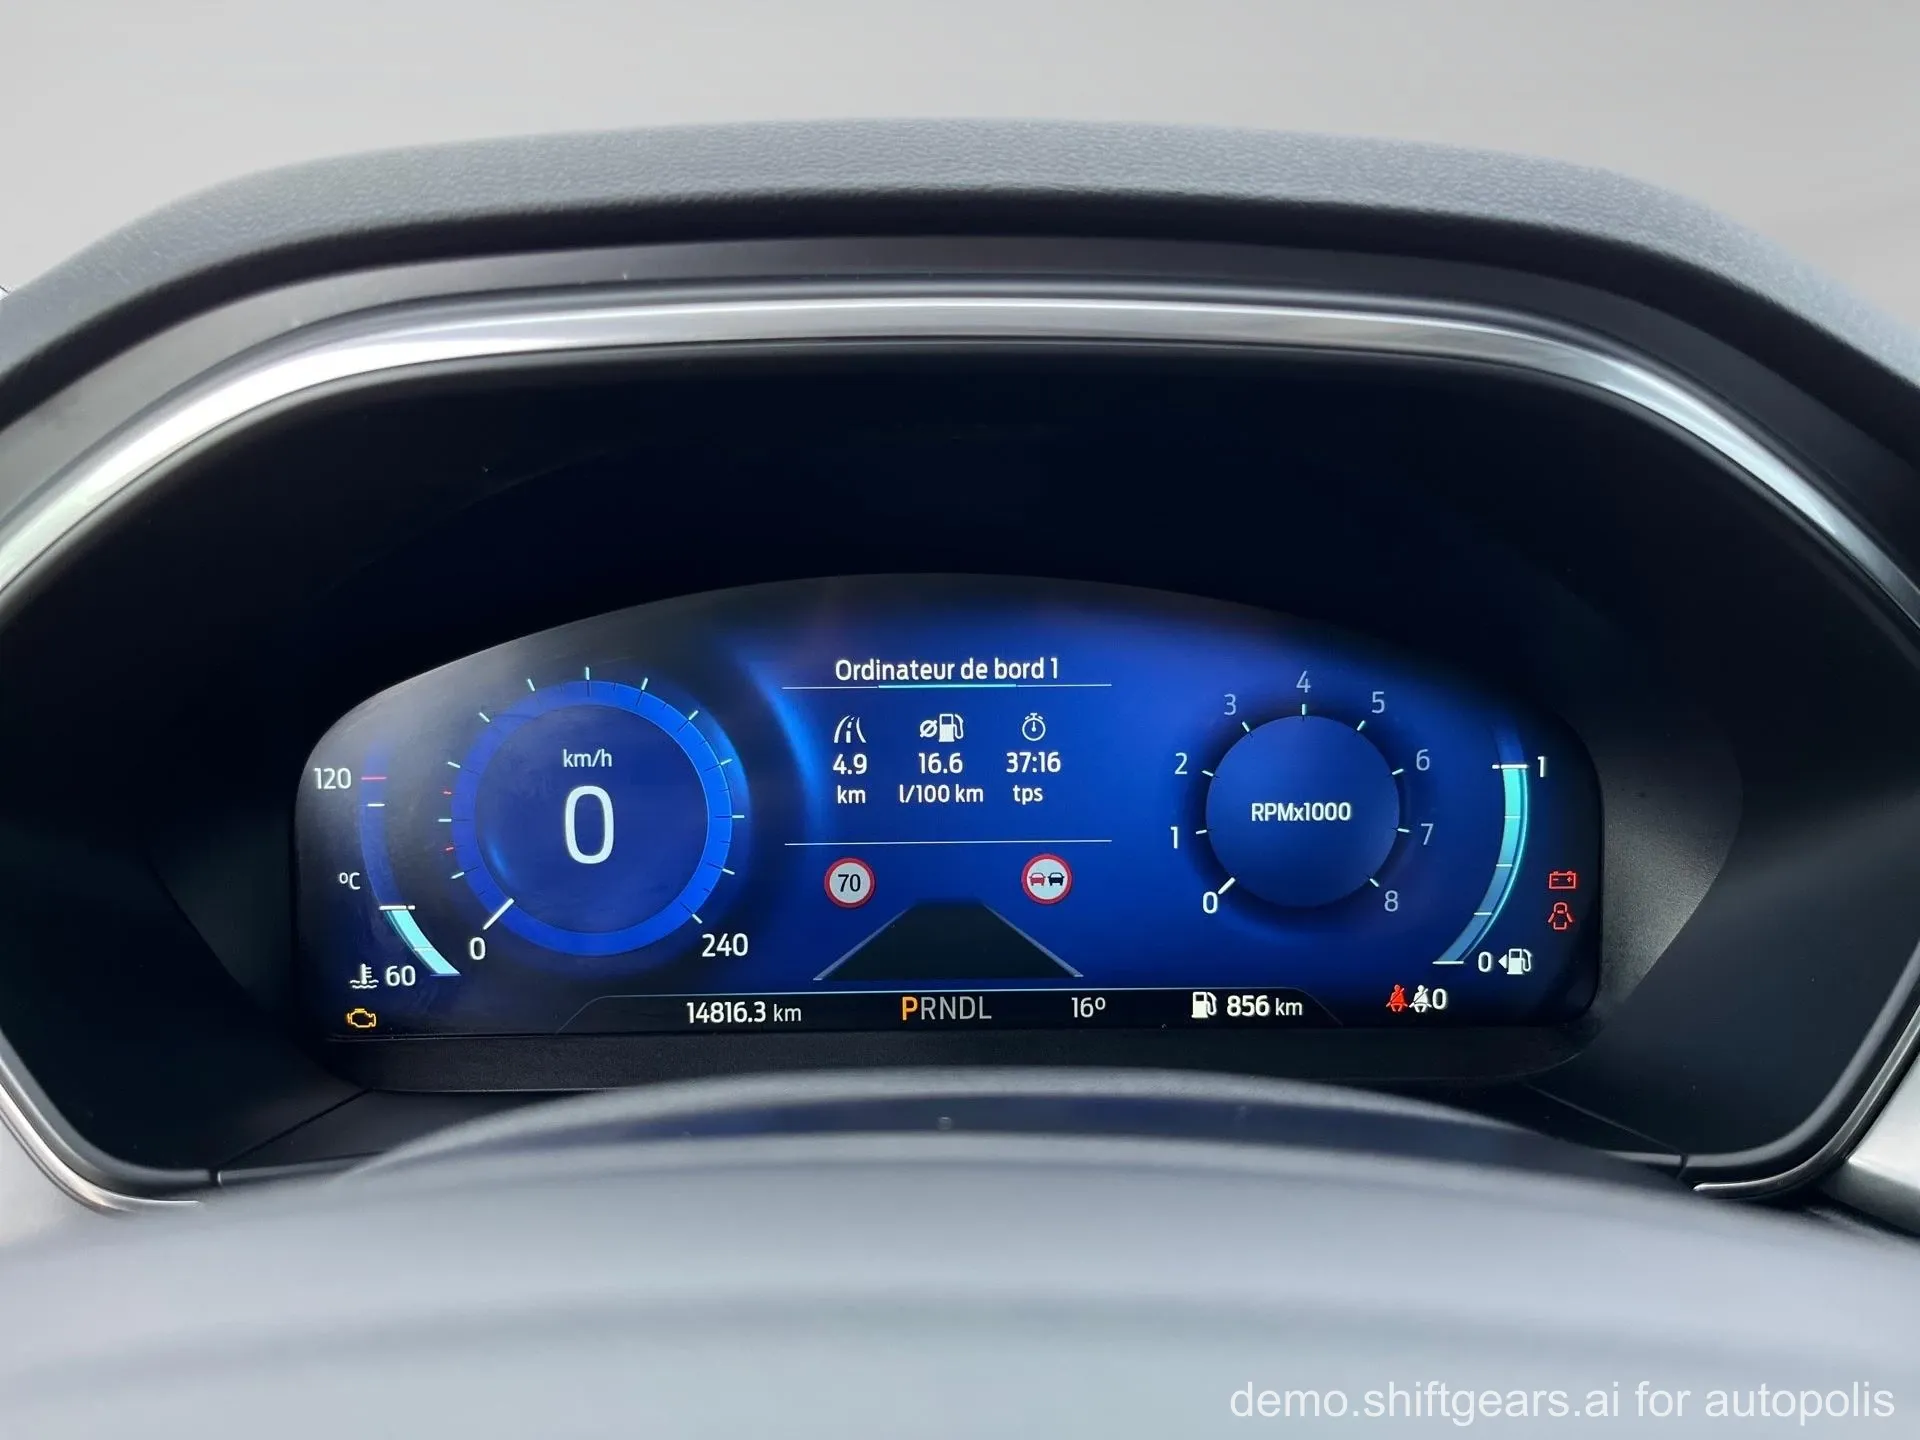 Ordinateur de bord 1
4.9 16.6 37:16
km l/100 km tps
120
°C
60
km/h
0
0
240
70
RPMx1000
0
1
2
3
4
5
6
7
8
1
0
14816.3 km PRNDL 16° 856 km 0
demo.shiftgears.ai for autopolis